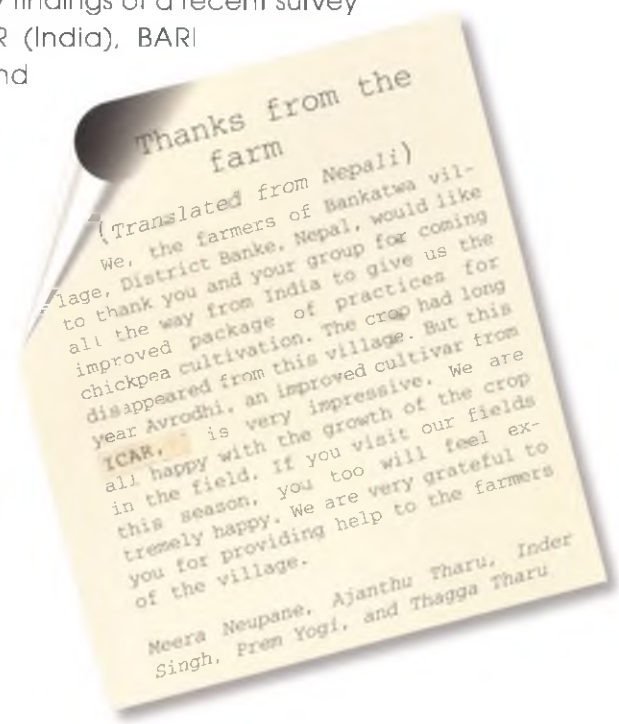 findings of a recent survey
R (India), BARI
nd
Thanks from the
farm
(Translated from Nepali)
We, the farmers of Bankatwa vil-
lage, District Banke, Nepal, would like
to thank you and your group for coming
all the way from India to give us the
improved package of practices for
chickpea cultivation. The crop had long
disappeared from this village. But this
year Avrodhi, an improved cultivar from
ICAR, is very impressive. We are
all happy with the growth of the crop
in the field. If you visit our fields
this season, you too will feel ex-
tremely happy. We are very grateful to
you for providing help to the farmers
of the village.
Meera Neupane, Ajanthu Tharu, Inder
Singh, Prem Yogi, and Thagga Tharu